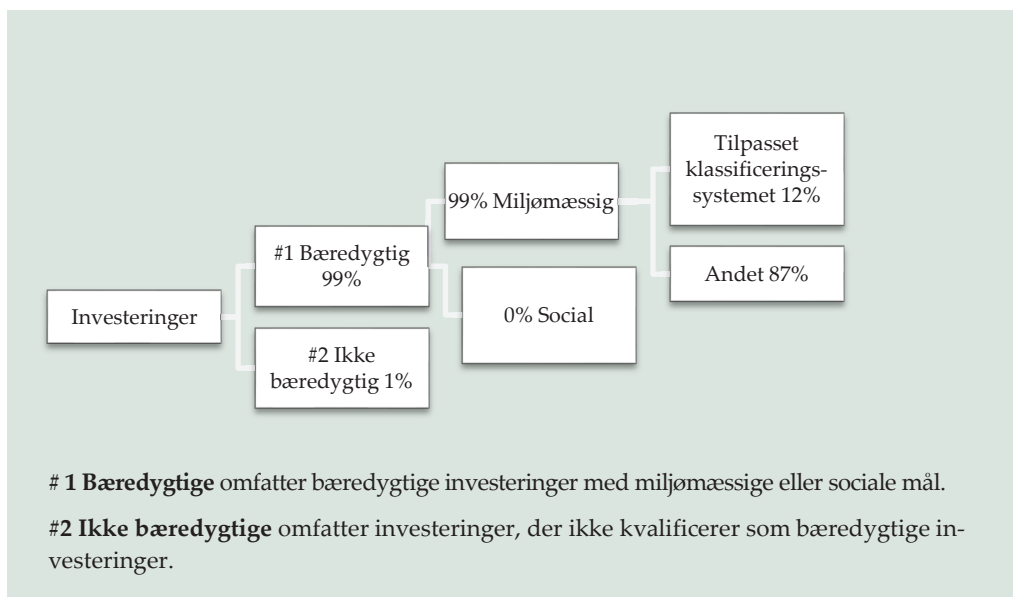 Investeringer
#1 Bæredygtig
99%
#2 Ikke
bæredygtig 1%
99% Miljømæssig
0% Social
Tilpasset
klassificerings-
systemet 12%
Andet 87%
# 1 Bæredygtige omfatter bæredygtige investeringer med miljømæssige eller sociale mål.
#2 Ikke bæredygtige omfatter investeringer, der ikke kvalificerer som bæredygtige in-
vesteringer.